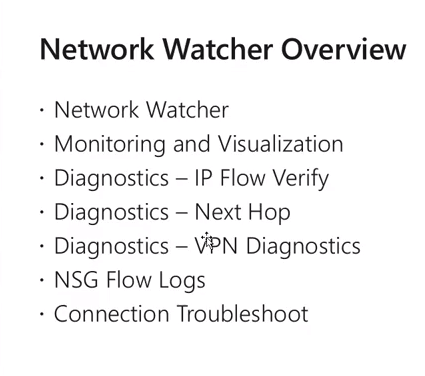 Network Watcher Overview
· Network Watcher
· Monitoring and Visualization
· Diagnostics – IP Flow Verify
· Diagnostics – Next Hop
· Diagnostics – VPN Diagnostics
· NSG Flow Logs
· Connection Troubleshoot